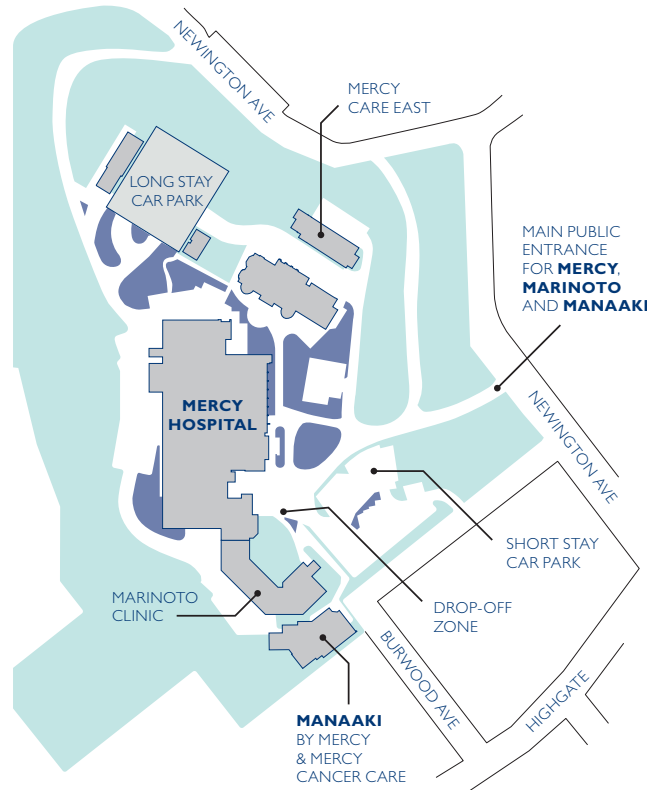 NEWINGTON AVE
MERCY
CARE EAST
LONG STAY
CAR PARK
MAIN PUBLIC
ENTRANCE
FOR MERCY,
MARINOTO
AND MANAAKI
MERCY
HOSPITAL
NEWINGTON AVE
SHORT STAY
CAR PARK
MARINOTO
CLINIC
DROP-OFF
ZONE
BURWOOD AVE
HIGHGATE
MANAAKI
BY MERCY
& MERCY
CANCER CARE